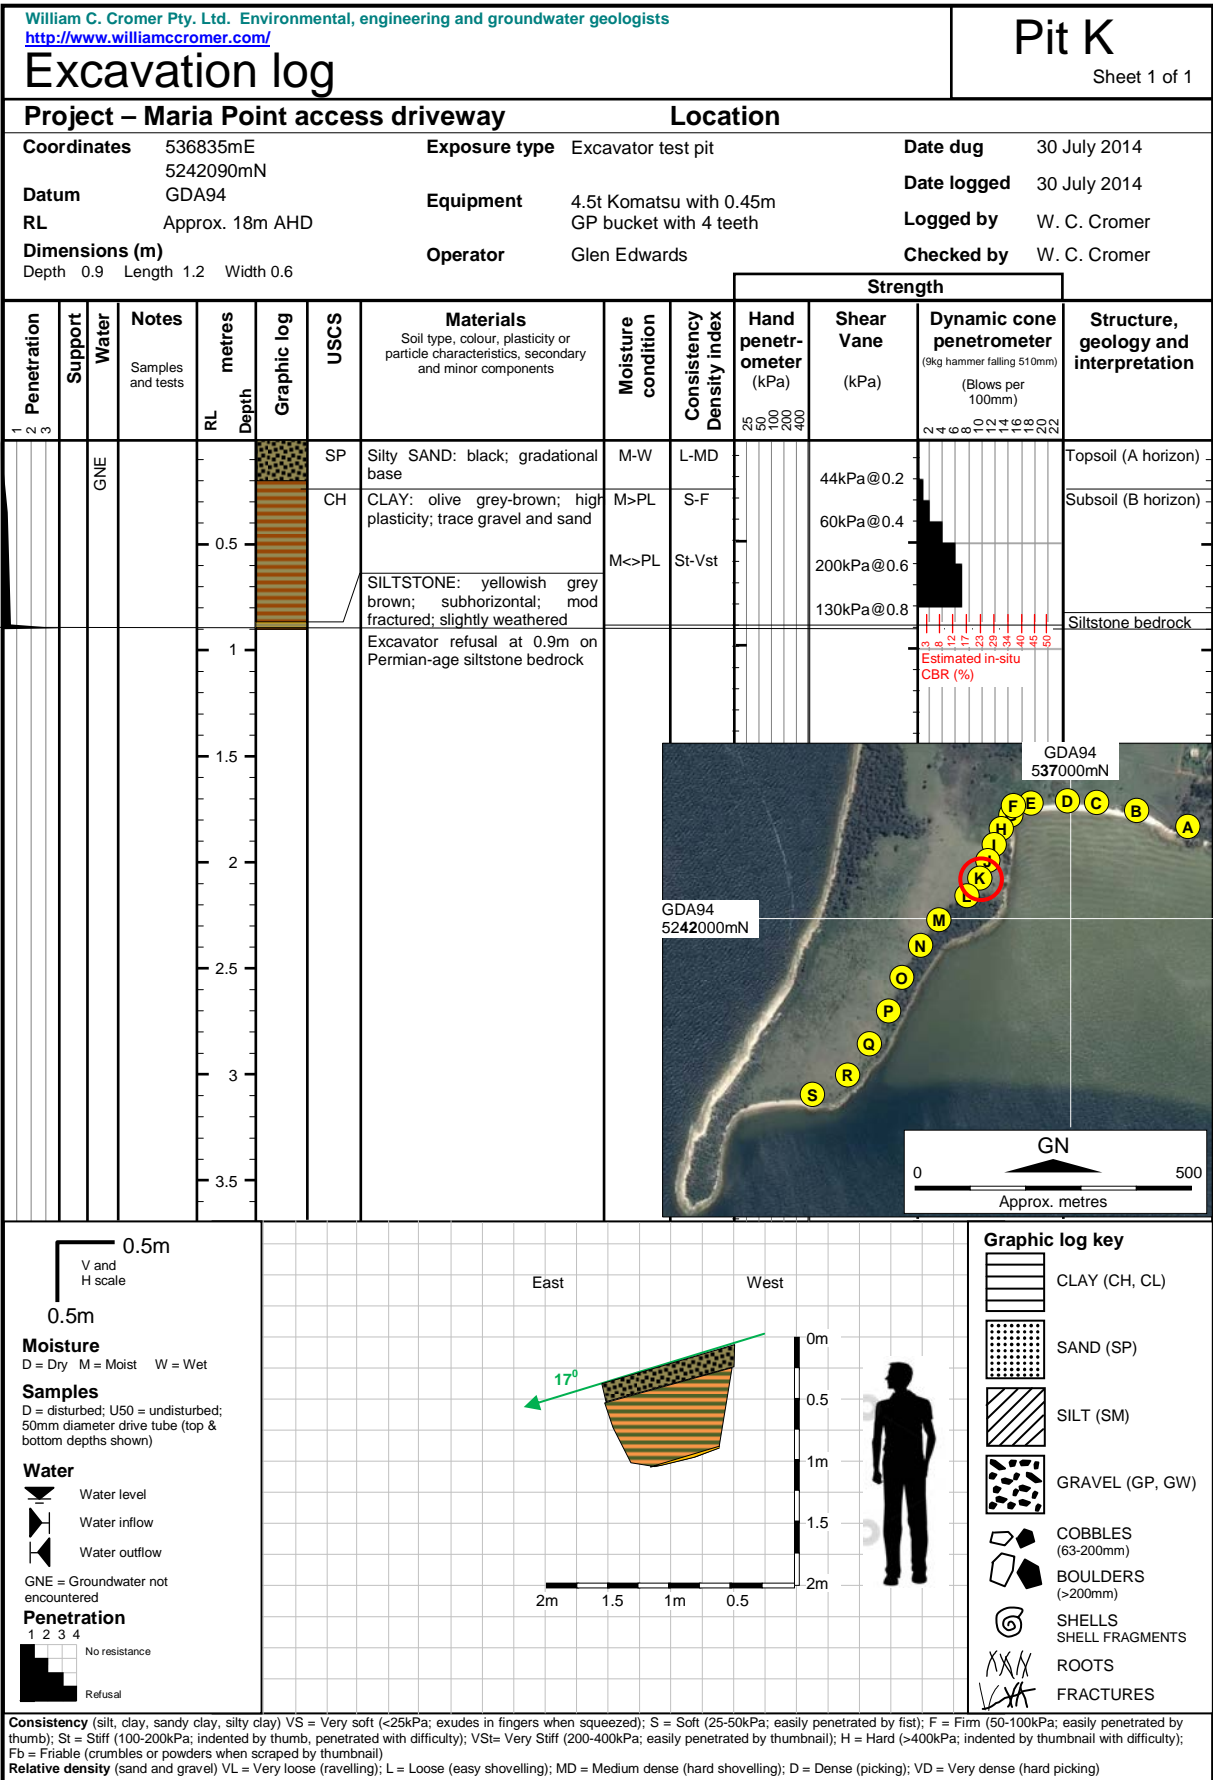 William C. Cromer Pty. Ltd. Environmental, engineering and groundwater geologists
http://www.williamccromer.com/
Excavation log
Pit K
Sheet 1 of 1
Project – Maria Point access driveway
Location
Coordinates 536835mE
5242090mN
Datum GDA94
RL Approx. 18m AHD
Dimensions (m)
Depth 0.9 Length 1.2 Width 0.6
Exposure type Excavator test pit
Equipment 4.5t Komatsu with 0.45m
GP bucket with 4 teeth
Operator Glen Edwards
Date dug 30 July 2014
Date logged 30 July 2014
Logged by W. C. Cromer
Checked by W. C. Cromer
Strength
Penetration
1 2 3
Support
Water
Notes
Samples
and tests
metres
RL Depth
Graphic log
USCS
Materials
Soil type, colour, plasticity or
particle characteristics, secondary
and minor components
Moisture
condition
Consistency
Density index
Hand
penetr-
ometer
(kPa)
25 50 100 200 400
Shear
Vane
(kPa)
Dynamic cone
penetrometer
(9kg hammer falling 510mm)
(Blows per
100mm)
2 4 6 8 10 12 14 16 18 20 22
Structure,
geology and
interpretation
GNE
SP
Silty SAND: black; gradational
base
M-W
L-MD
Topsoil (A horizon)
44kPa@0.2
CH
CLAY: olive grey-brown; high
plasticity; trace gravel and sand
M>PL
S-F
Subsoil (B horizon)
60kPa@0.4
0.5
M<>PL
St-Vst
200kPa@0.6
SILTSTONE: yellowish grey
brown; subhorizontal; mod
fractured; slightly weathered
130kPa@0.8
Siltstone bedrock
Excavator refusal at 0.9m on
Permian-age siltstone bedrock
3 8 12 17 23 29 34 40 45 50
Estimated in-situ
CBR (%)
1
1.5
2
2.5
3
3.5
GDA94
537000mN
F E D C B A
H
I
J
K
L
GDA94
5242000mN
M
N
O
P
Q
R
S
GN
0 500
Approx. metres
0.5m
V and
H scale
0.5m
Moisture
D = Dry M = Moist W = Wet
Samples
D = disturbed; U50 = undisturbed;
50mm diameter drive tube (top &
bottom depths shown)
Water
Water level
Water inflow
Water outflow
GNE = Groundwater not
encountered
Penetration
1 2 3 4
No resistance
Refusal
East West
17⁰
0m
0.5
1m
1.5
2m
2m 1.5 1m 0.5
Graphic log key
CLAY (CH, CL)
SAND (SP)
SILT (SM)
GRAVEL (GP, GW)
COBBLES
(63-200mm)
BOULDERS
(>200mm)
SHELLS
SHELL FRAGMENTS
ROOTS
FRACTURES
Consistency (silt, clay, sandy clay, silty clay) VS = Very soft (<25kPa; exudes in fingers when squeezed); S = Soft (25-50kPa; easily penetrated by fist); F = Firm (50-100kPa; easily penetrated by
thumb); St = Stiff (100-200kPa; indented by thumb, penetrated with difficulty); VSt= Very Stiff (200-400kPa; easily penetrated by thumbnail); H = Hard (>400kPa; indented by thumbnail with difficulty);
Fb = Friable (crumbles or powders when scraped by thumbnail)
Relative density (sand and gravel) VL = Very loose (ravelling); L = Loose (easy shovelling); MD = Medium dense (hard shovelling); D = Dense (picking); VD = Very dense (hard picking)